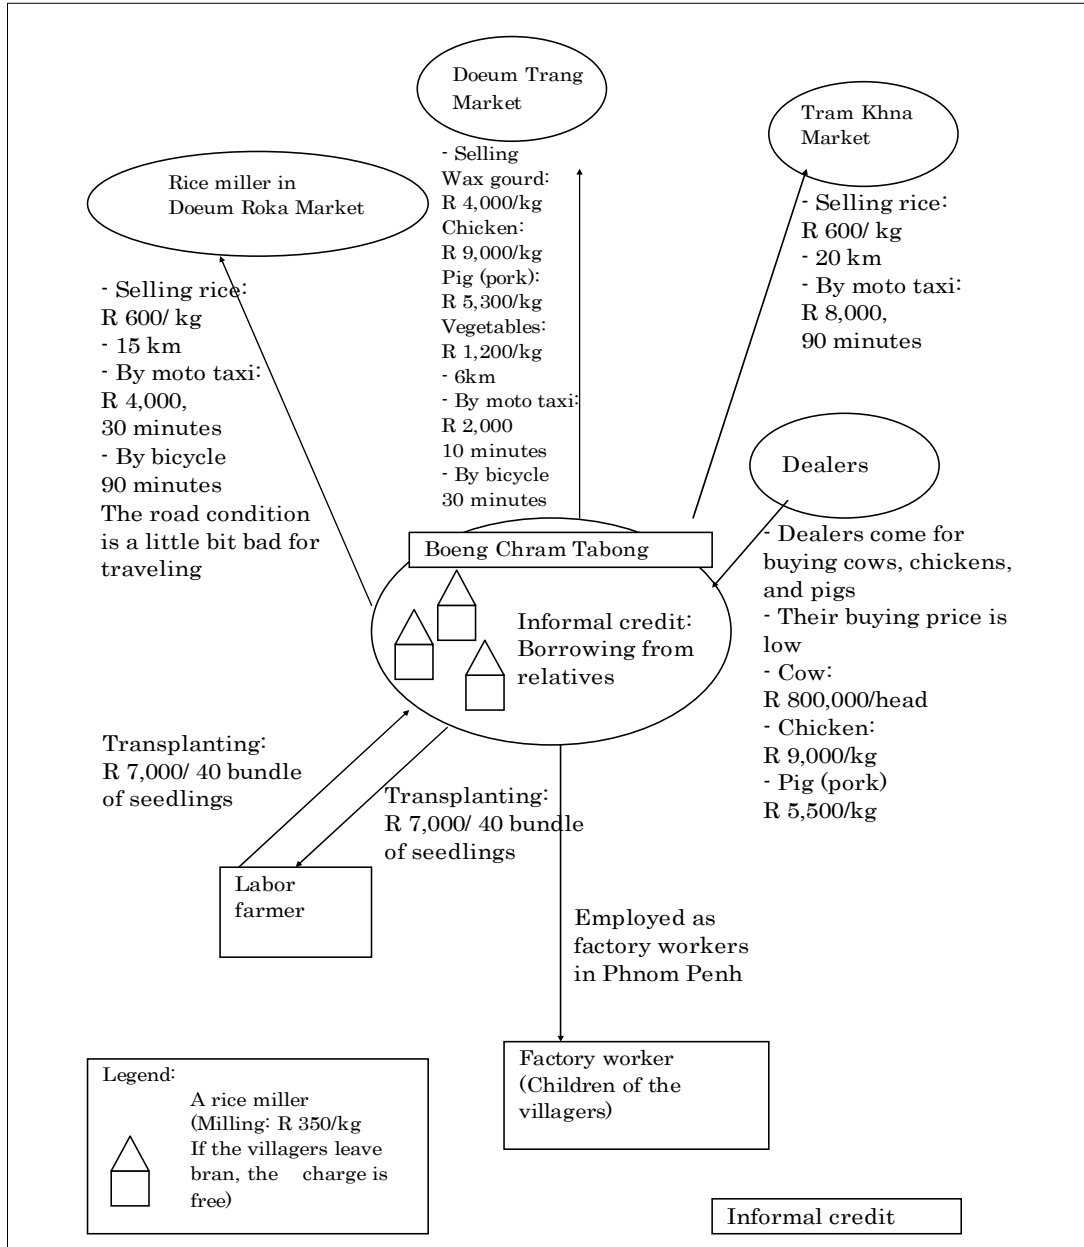 Doeum Trang
Market
- Selling
Wax gourd:
R 4,000/kg
Chicken:
R 9,000/kg
Pig (pork):
R 5,300/kg
Vegetables:
R 1,200/kg
- 6km
- By moto taxi:
R 2,000
10 minutes
- By bicycle
30 minutes
Tram Khna
Market
- Selling rice:
R 600/ kg
- 20 km
- By moto taxi:
R 8,000,
90 minutes
Rice miller in
Doeum Roka Market
- Selling rice:
R 600/ kg
- 15 km
- By moto taxi:
R 4,000,
30 minutes
- By bicycle
90 minutes
The road condition
is a little bit bad for
traveling
Dealers
- Dealers come for
buying cows, chickens,
and pigs
- Their buying price is
low
- Cow:
R 800,000/head
- Chicken:
R 9,000/kg
- Pig (pork)
R 5,500/kg
Boeng Chram Tabong
Informal credit:
Borrowing from
relatives
Transplanting:
R 7,000/ 40 bundle
of seedlings
Transplanting:
R 7,000/ 40 bundle
of seedlings
Labor
farmer
Employed as
factory workers
in Phnom Penh
Factory worker
(Children of the
villagers)
Legend:
A rice miller
(Milling: R 350/kg
If the villagers leave
bran, the charge is
free)
Informal credit